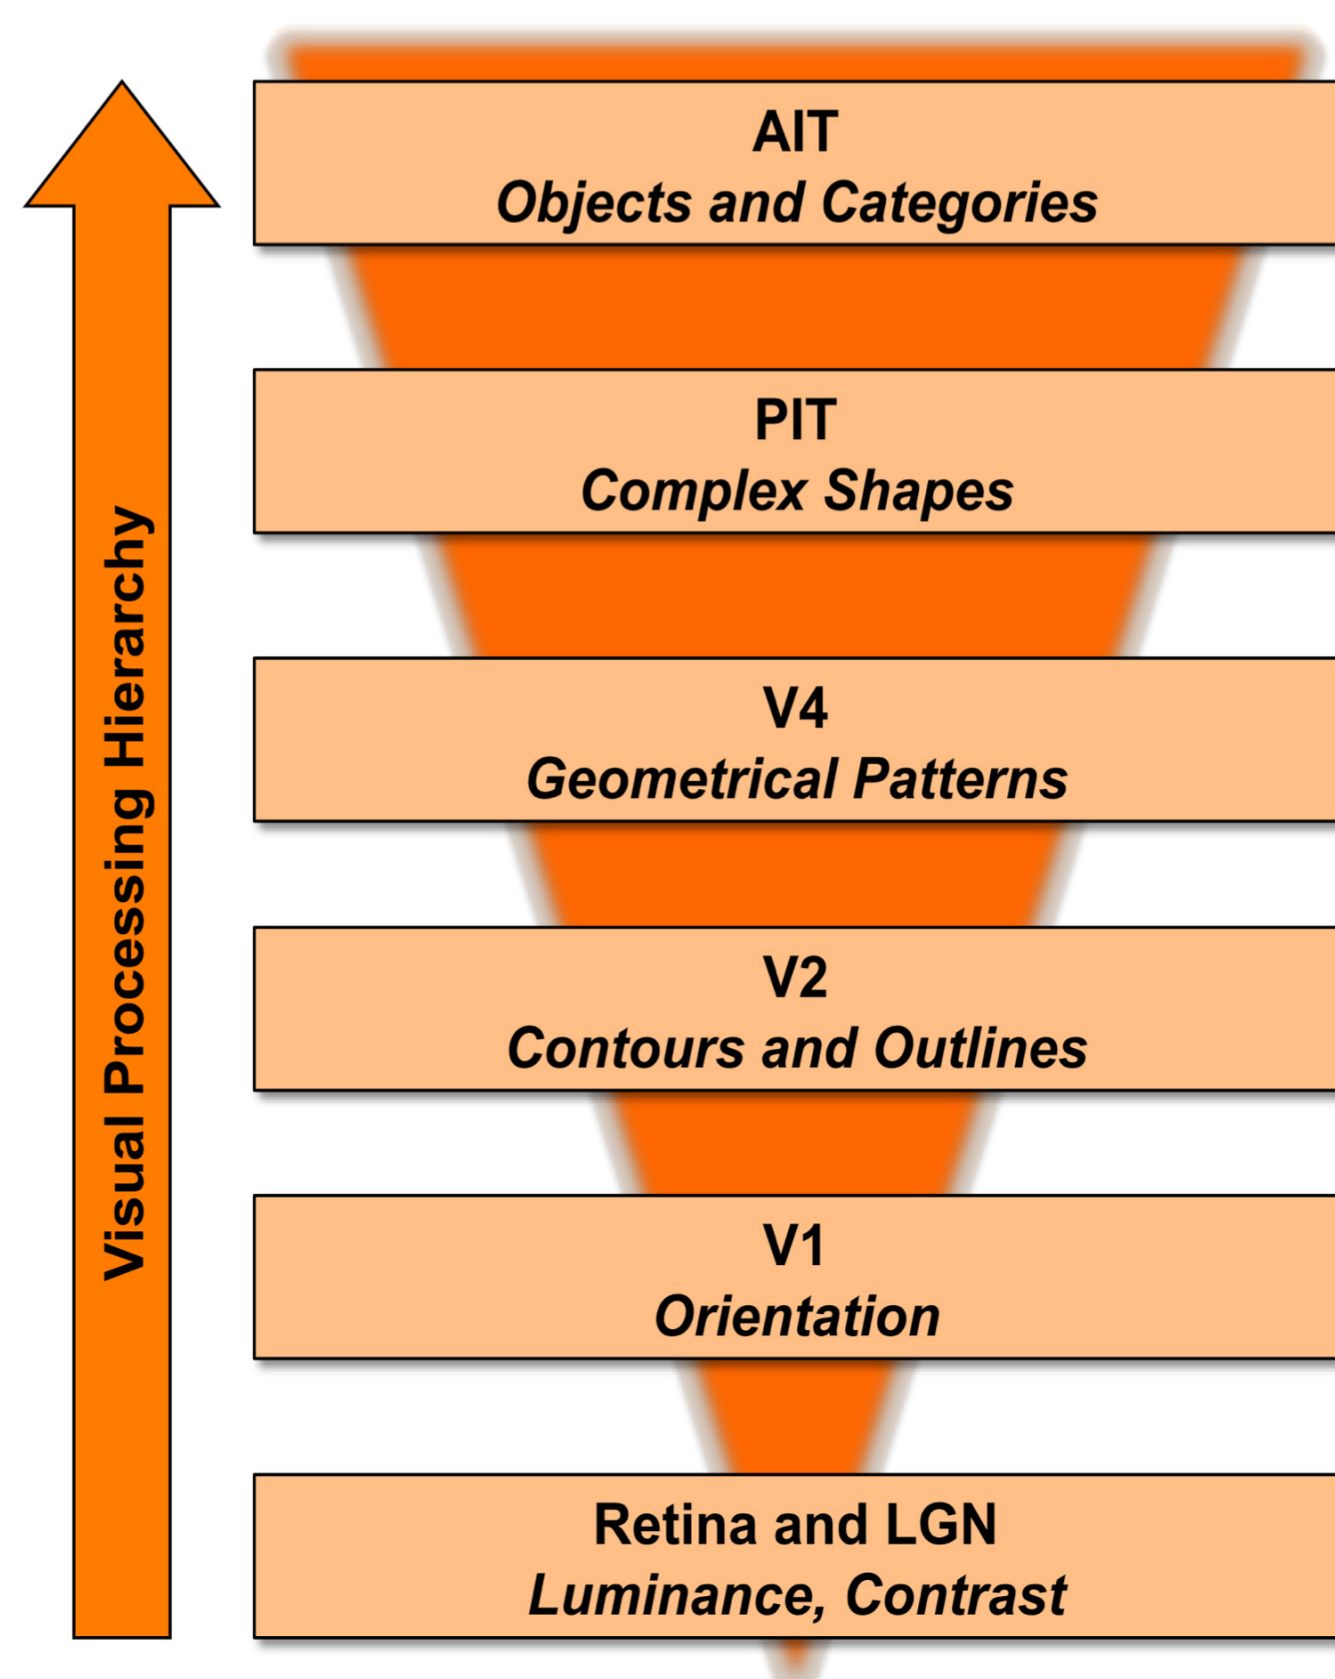 Visual Processing Hierarchy
AIT
Objects and Categories
PIT
Complex Shapes
V4
Geometrical Patterns
V2
Contours and Outlines
V1
Orientation
Retina and LGN
Luminance, Contrast